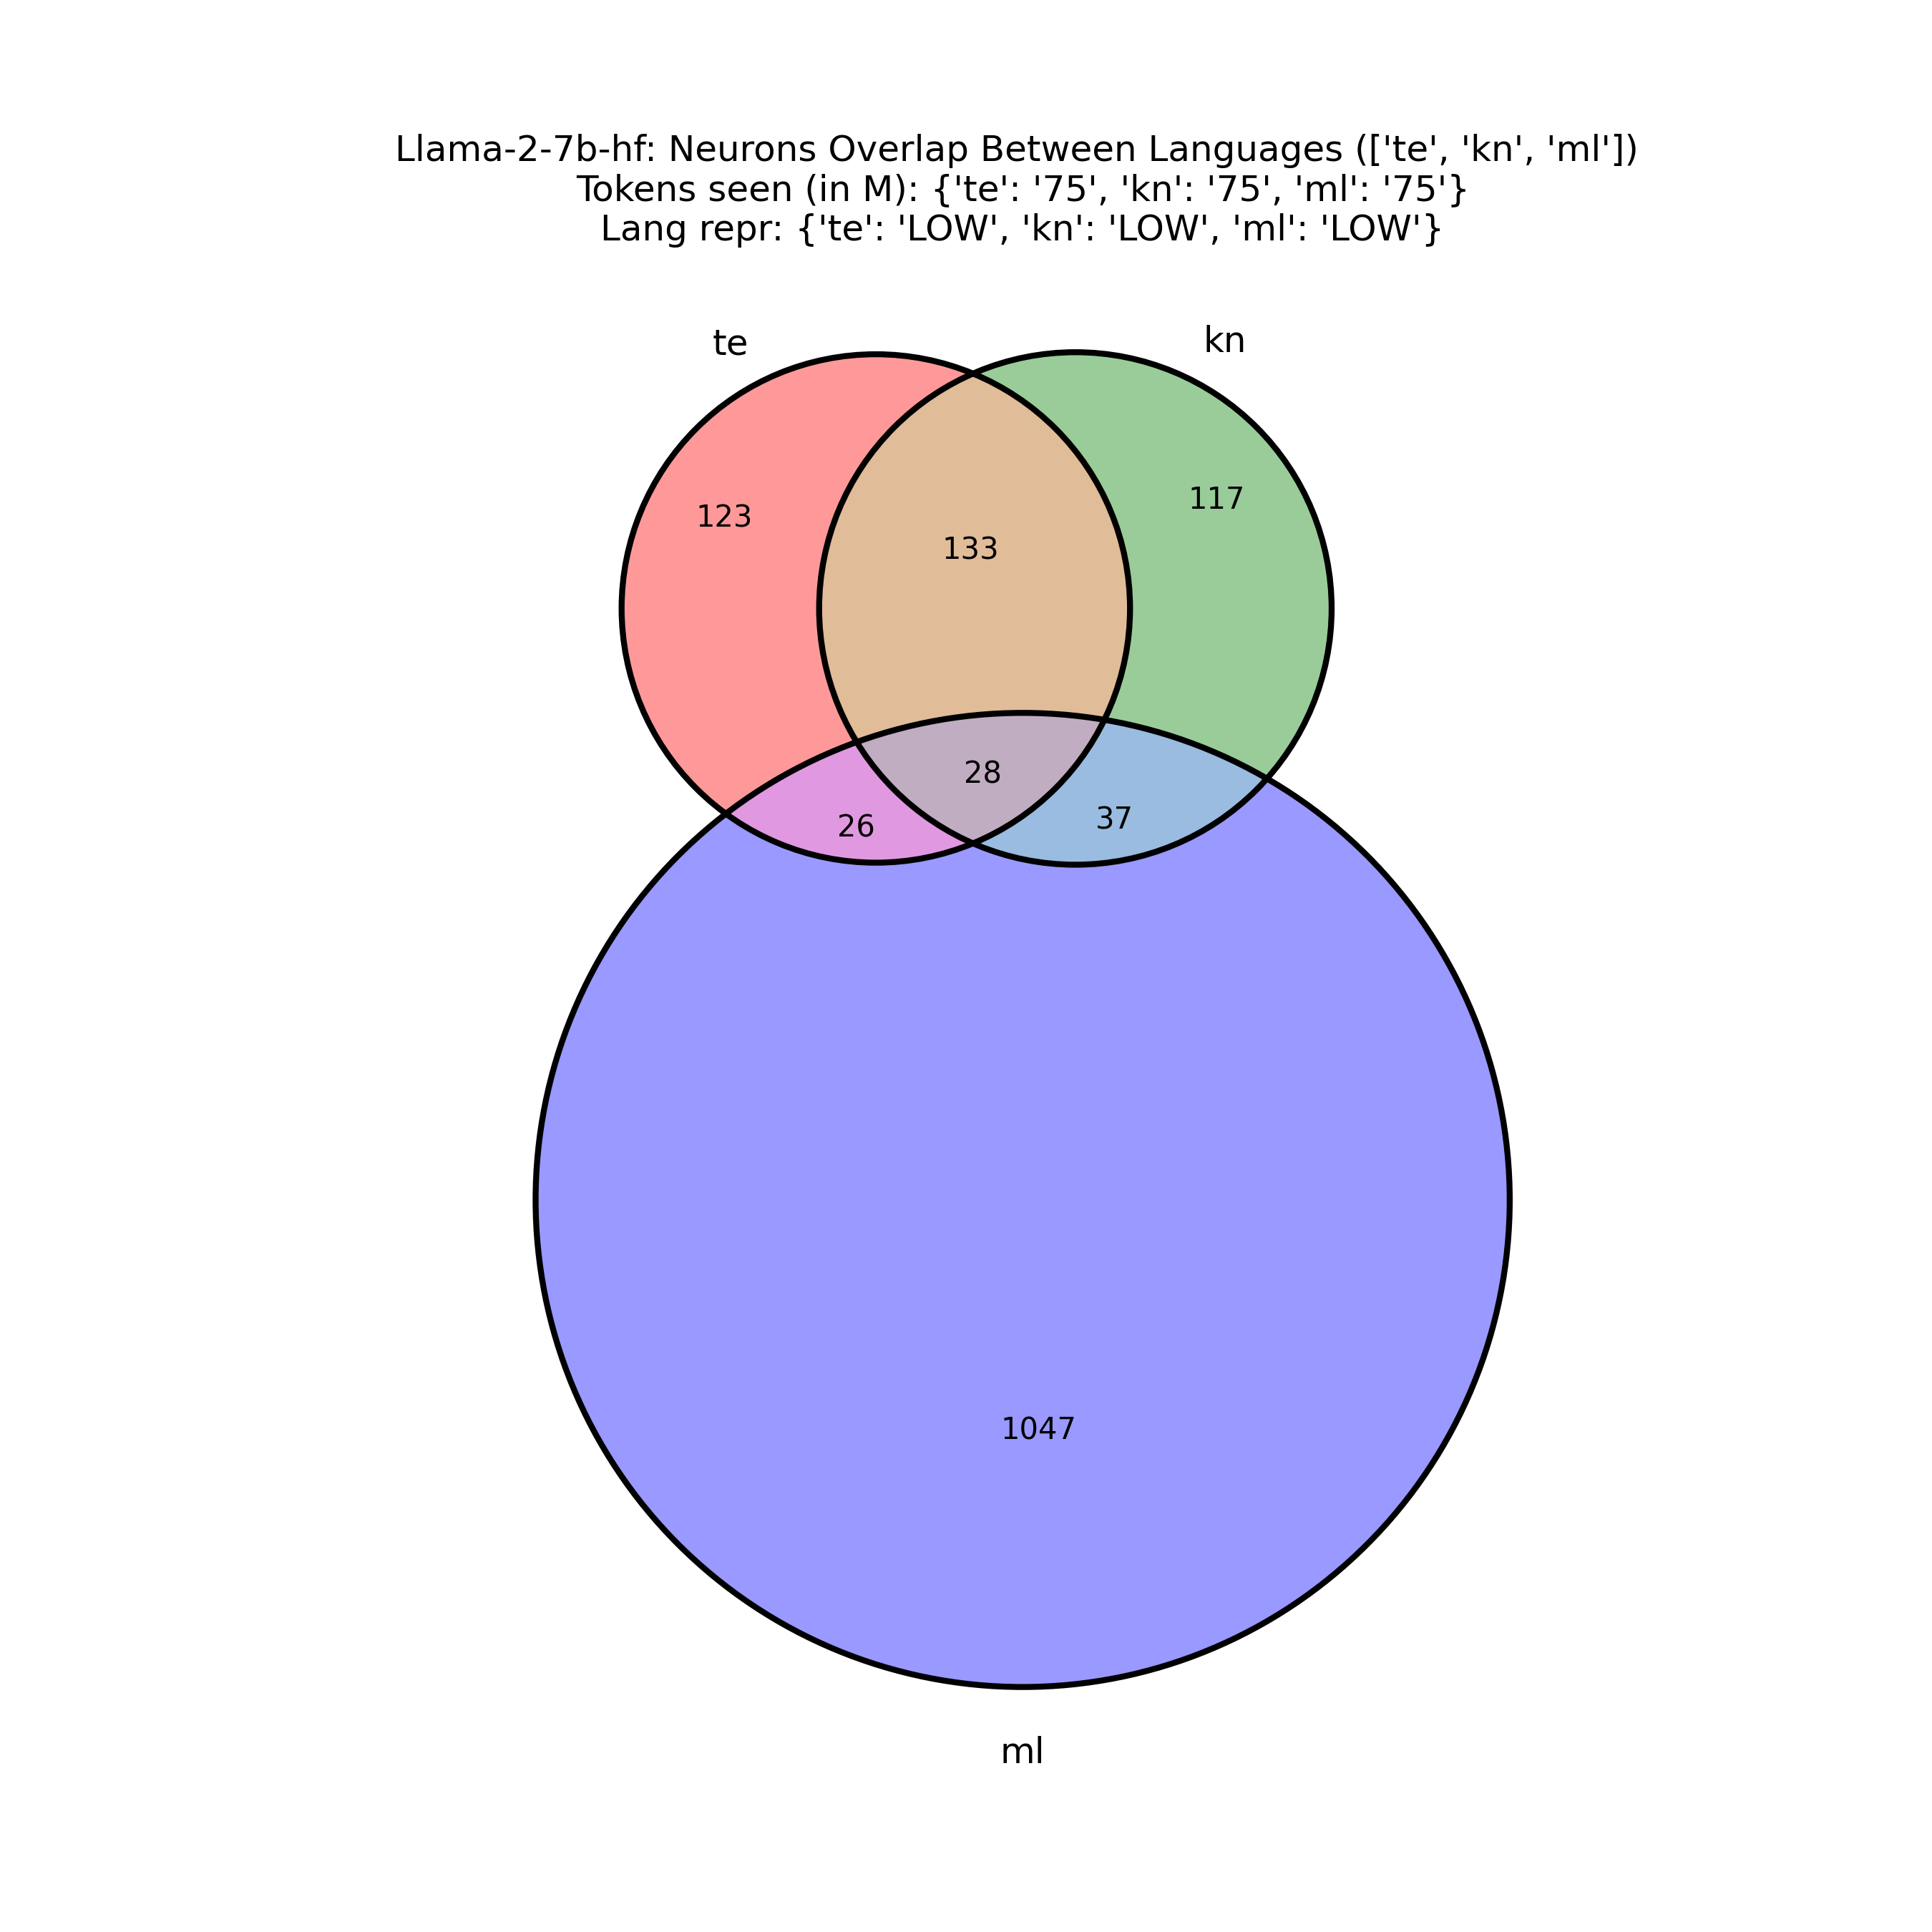 Llama-2-7b-hf: Neurons Overlap Between Languages (['te', 'kn', 'ml'])
Tokens seen (in M): {'te': '75', 'kn': '75', 'ml': '75'}
Lang repr: {'te': 'LOW', 'kn': 'LOW', 'ml': 'LOW'}
te
kn
123
117
133
28
26
37
1047
ml